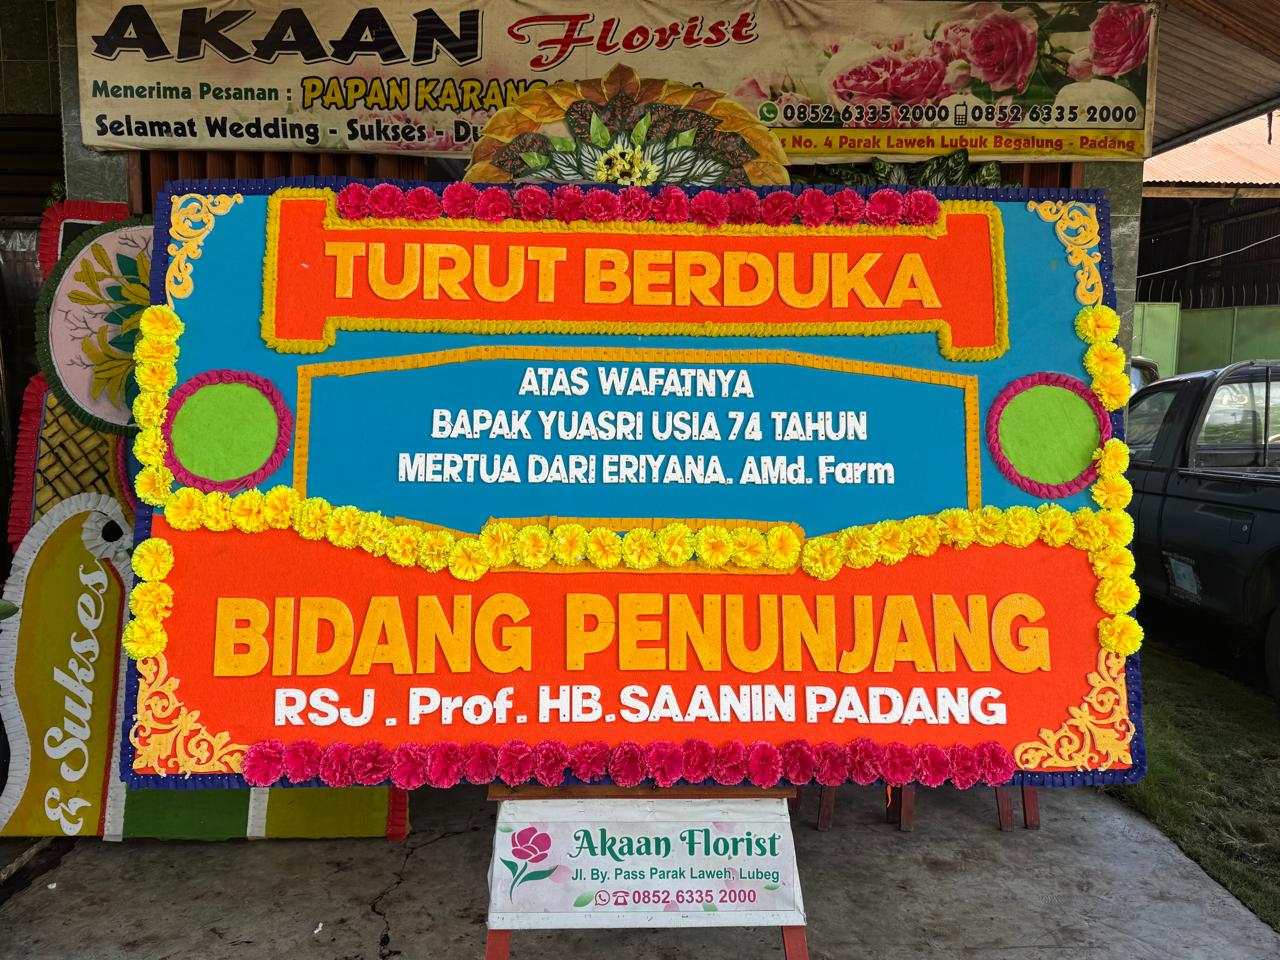 AKAAN Florist
Menerima Pesanan : PAPAN
Selamat Wedding - Sukses -
0852 6335 2000 0852 6335 2000
No. 4 Parak Laweh Lubuk Begalung - Padang
TURUT BERDUKA
ATAS WAFATNYA
BAPAK YUASRI USIA 74 TAHUN
MERTUA DARI ERIYANA. AMd. Farm
BIDANG PENUNJANG
RSJ . Prof. HB. SAANIN PADANG
& Sukses
Akaan Florist
Jl. By. Pass Parak Laweh, Lubeg
0852 6335 2000